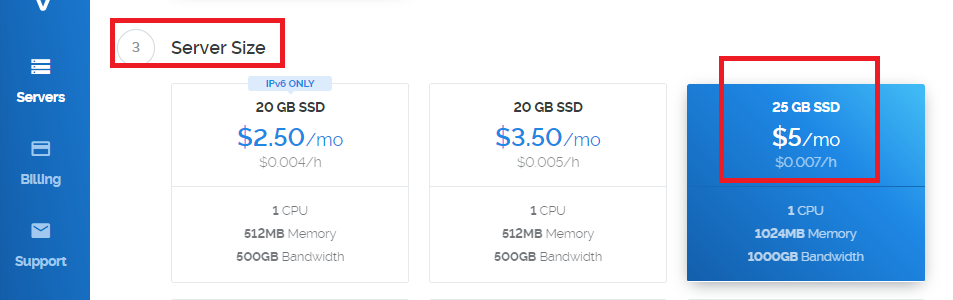 V
3 Server Size
Servers
Billing
Support
IPv6 ONLY
20 GB SSD
$2.50/mo
$0.004/h
1 CPU
512MB Memory
500GB Bandwidth
20 GB SSD
$3.50/mo
$0.005/h
1 CPU
512MB Memory
500GB Bandwidth
25 GB SSD
$5/mo
$0.007/h
1 CPU
1024MB Memory
1000GB Bandwidth